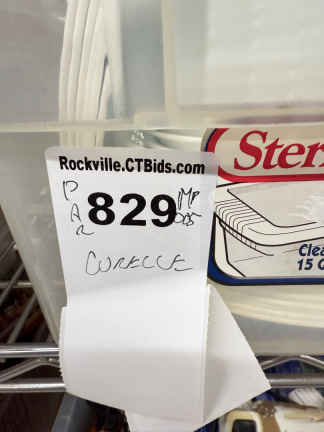 Rockville.CTBids.com
829
CORELLE
Ster
Clea
15 Q